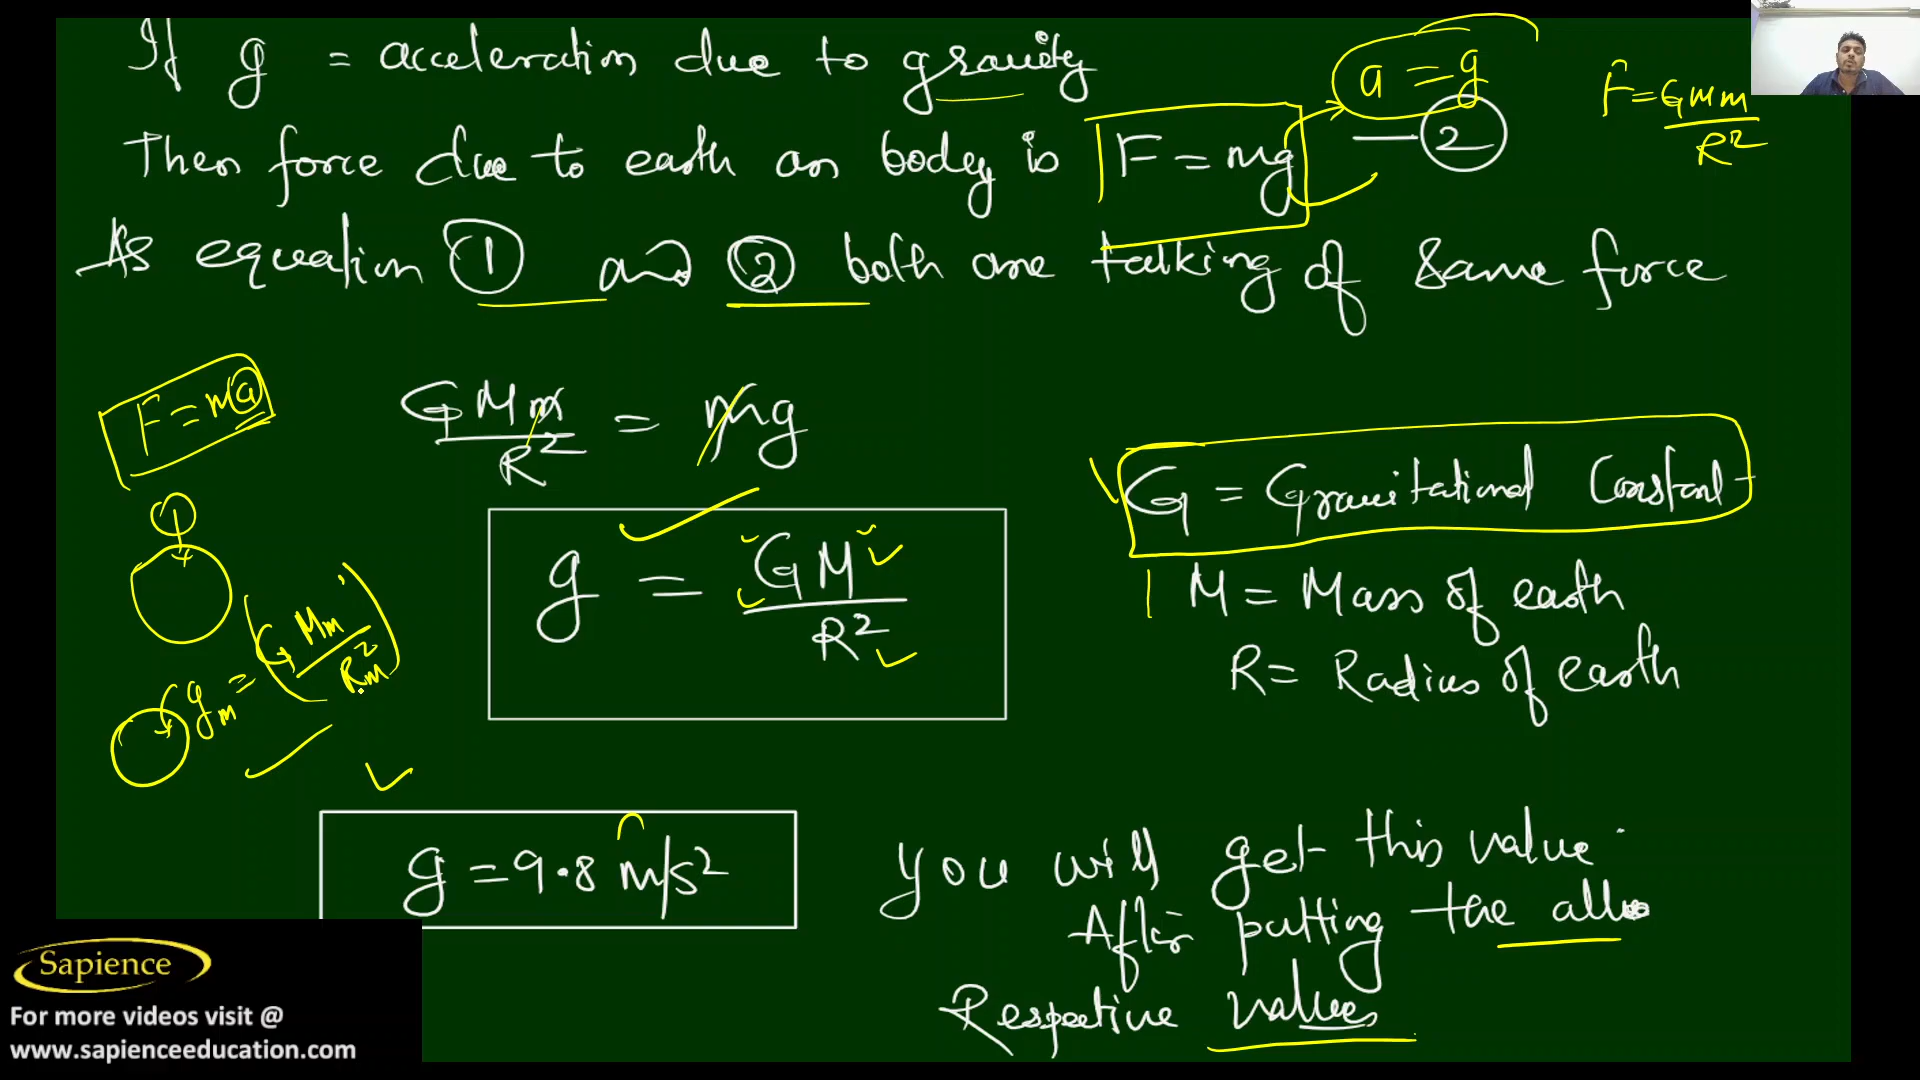 If g = acceleration due to gravity
a = g
F = GMm/R²
Then force due to earth on body is F = mg — 2
As equation 1 and 2 both are talking of same force
F = ma
GMm/R² = mg
G = Gravitational Constant
g = GM/R²
M = Mass of earth
R = Radius of earth
gm = (G Mm/Rm²)
g = 9.8 m/s²
You will get this value
After putting the all
Respective values
Sapience
For more videos visit @
www.sapienceeducation.com